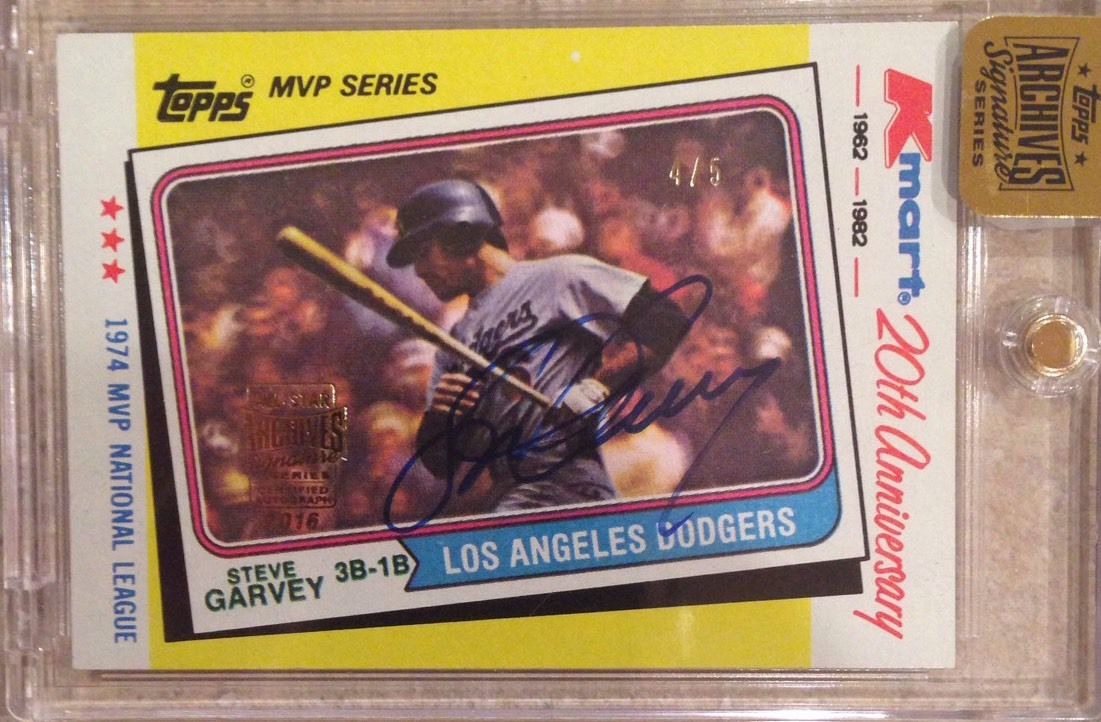 Topps® MVP SERIES
Kmart® 20th Anniversary
1962 — 1982
4/5
ALL-STAR
ARCHIVES
Signature
SERIES
CERTIFIED
AUTOGRAPH
2016
STEVE
GARVEY 3B-1B
LOS ANGELES DODGERS
1974 MVP NATIONAL LEAGUE
Dodgers
Topps
ARCHIVES
Signature
SERIES